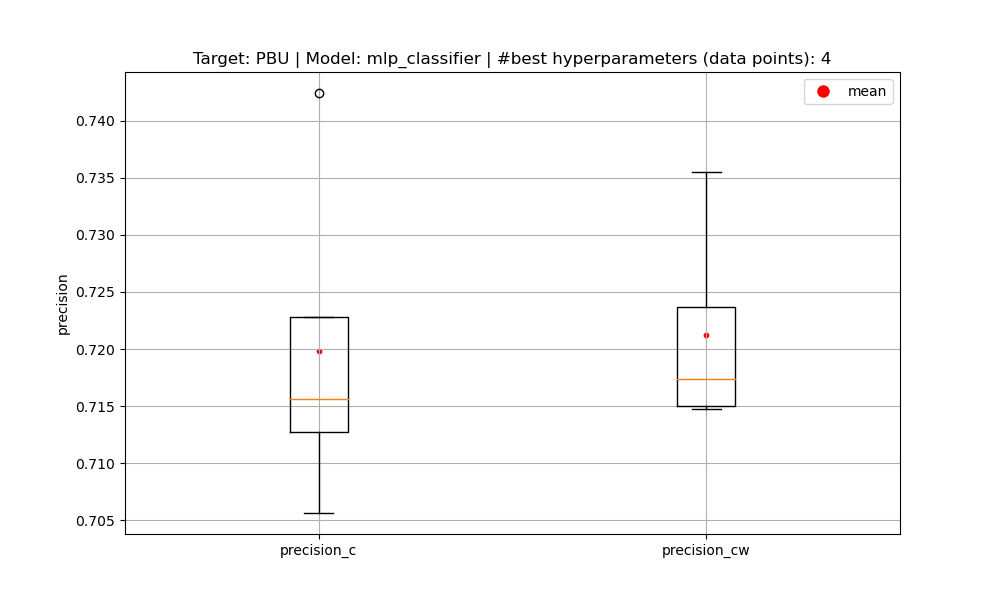 Target: PBU | Model: mlp_classifier | #best hyperparameters (data points): 4
mean
0.740
0.735
0.730
0.725
0.720
0.715
0.710
0.705
precision
precision_c
precision_cw